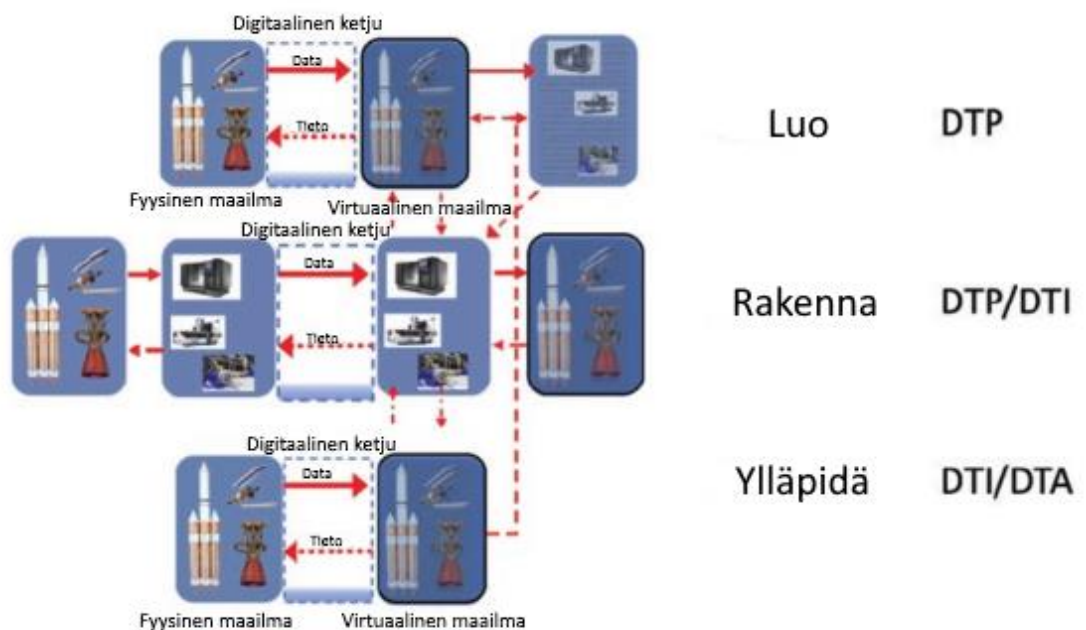 Digitaalinen ketju
Data
Tieto
Luo DTP
Fyysinen maailma Virtuaalinen maailma
Digitaalinen ketju
Data
Tieto
Rakenna DTP/DTI
Digitaalinen ketju
Data
Tieto
Ylläpidä DTI/DTA
Fyysinen maailma Virtuaalinen maailma